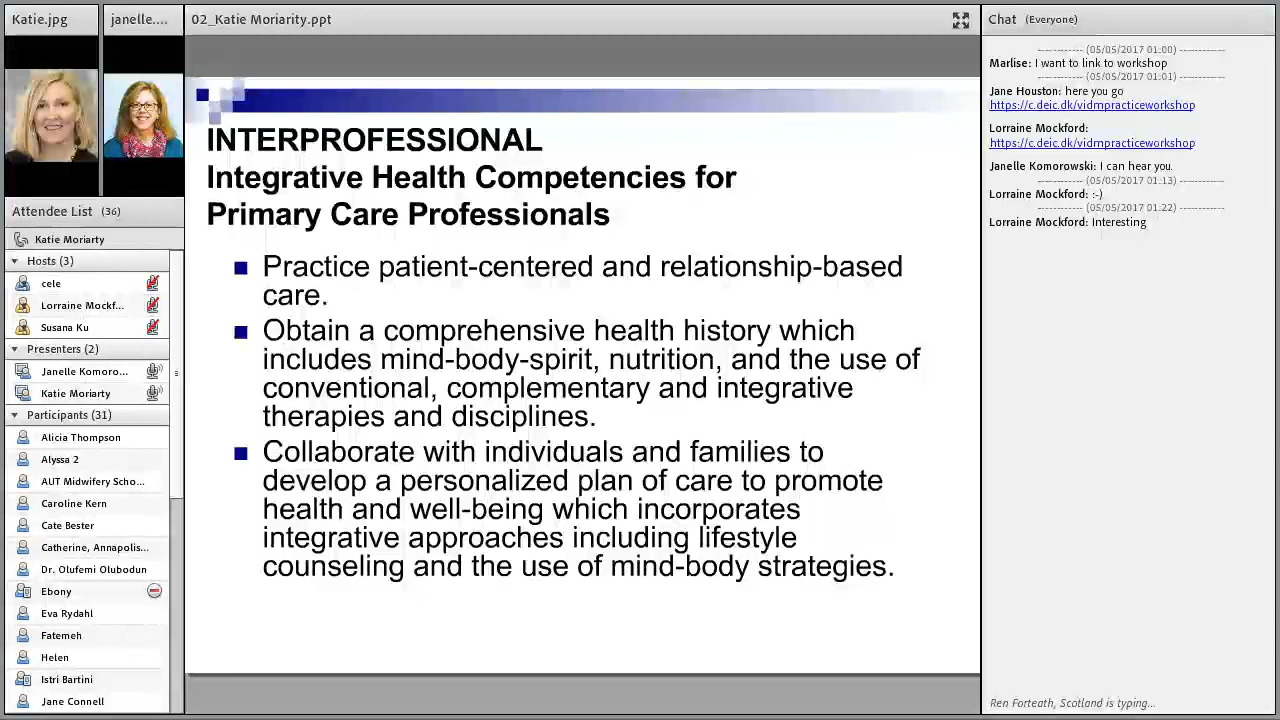 Katie.jpg
janelle....
02_Katie Moriarity.ppt
Attendee List (36)
Katie Moriarty
Hosts (3)
cele
Lorraine Mockf...
Susana Ku
Presenters (2)
Janelle Komoro...
Katie Moriarty
Participants (31)
Alicia Thompson
Alyssa 2
AUT Midwifery Scho...
Caroline Kern
Cate Bester
Catherine, Annapolis...
Dr. Olufemi Olubodun
Ebony
Eva Rydahl
Fatemeh
Helen
Istri Bartini
Jane Connell
INTERPROFESSIONAL
Integrative Health Competencies for
Primary Care Professionals
Practice patient-centered and relationship-based
care.
Obtain a comprehensive health history which
includes mind-body-spirit, nutrition, and the use of
conventional, complementary and integrative
therapies and disciplines.
Collaborate with individuals and families to
develop a personalized plan of care to promote
health and well-being which incorporates
integrative approaches including lifestyle
counseling and the use of mind-body strategies.
Chat (Everyone)
------------ (05/05/2017 01:00) ------------
Marlise: I want to link to workshop
------------ (05/05/2017 01:01) ------------
Jane Houston: here you go
https://c.deic.dk/vidmpracticeworkshop
Lorraine Mockford:
https://c.deic.dk/vidmpracticeworkshop
Janelle Komorowski: I can hear you.
------------ (05/05/2017 01:13) ------------
Lorraine Mockford: :-)
------------ (05/05/2017 01:22) ------------
Lorraine Mockford: Interesting
Ren Forteath, Scotland is typing...